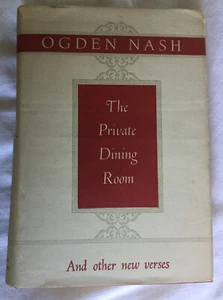 OGDEN NASH
The
Private
Dining
Room
And other new verses